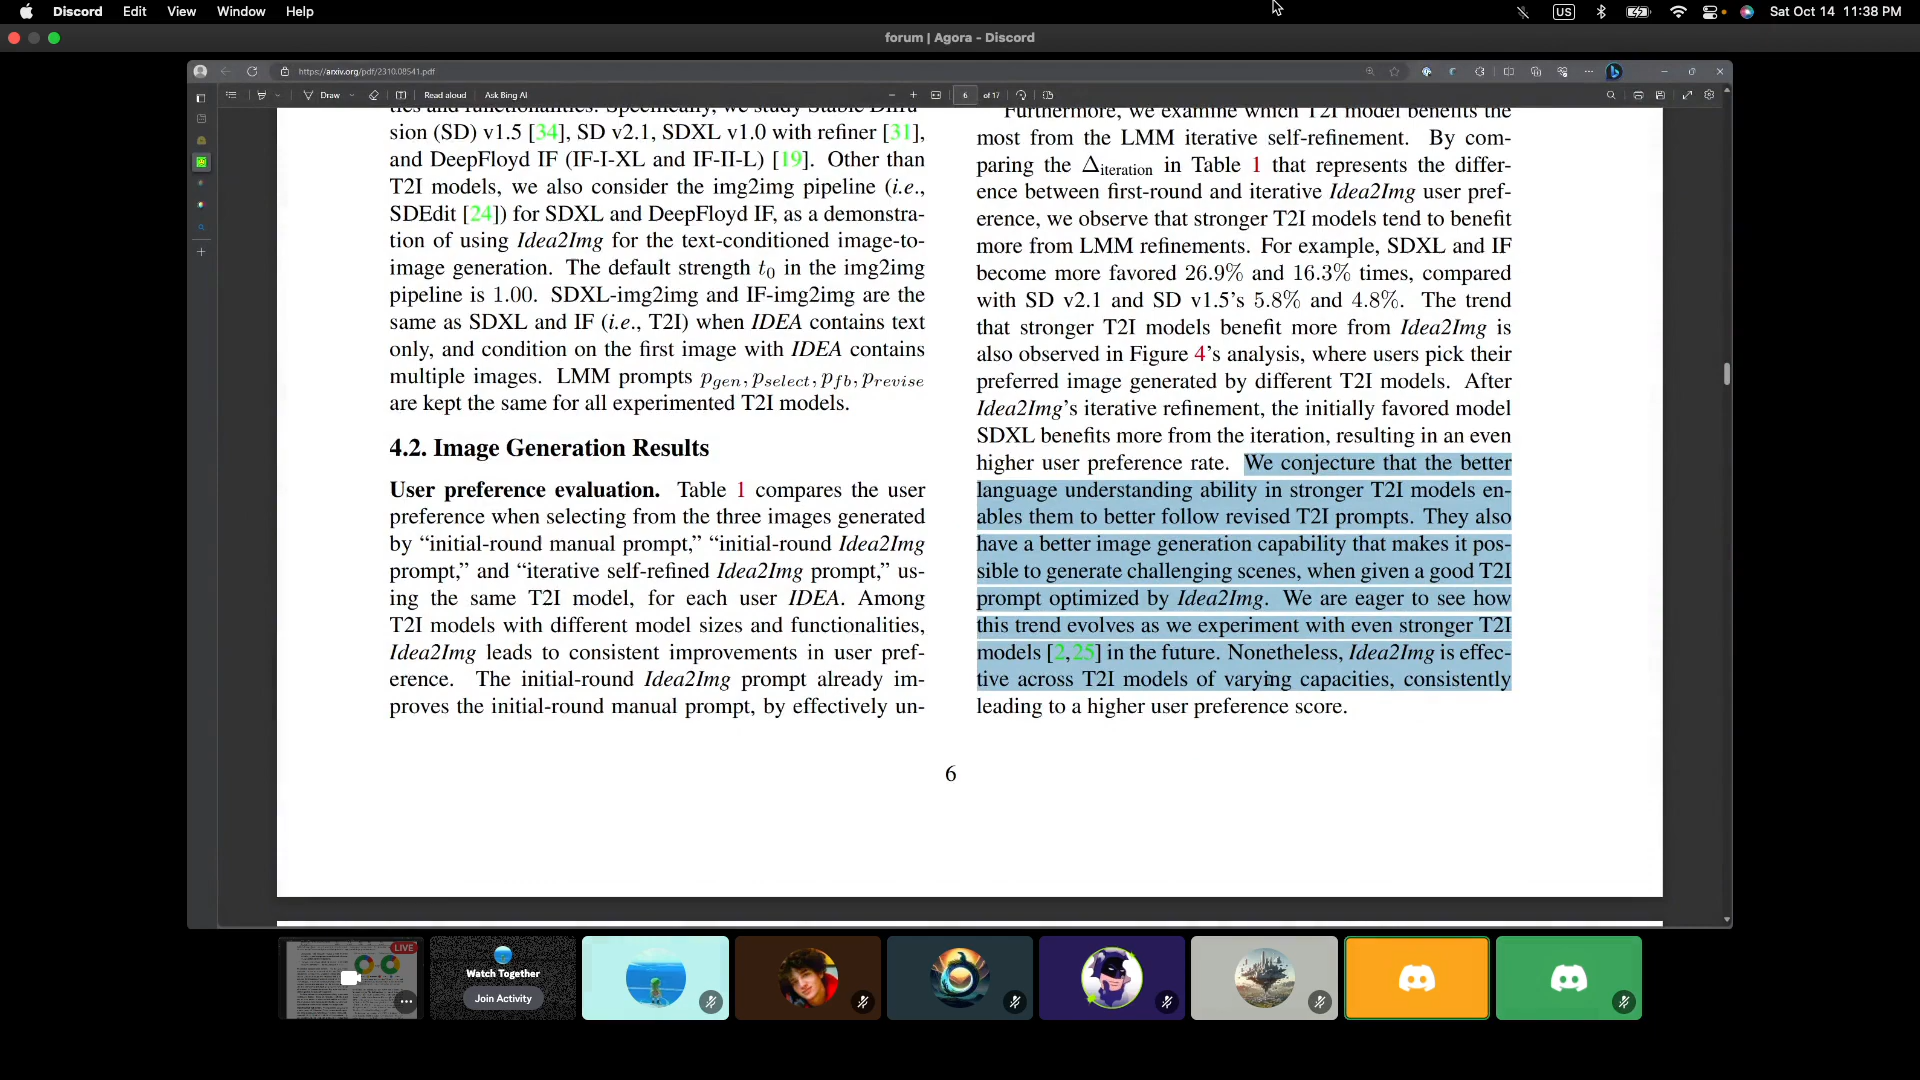 Discord Edit View Window Help
US
Sat Oct 14 11:38 PM
forum | Agora - Discord
https://arxiv.org/pdf/2310.08541.pdf
Draw Read aloud Ask Bing AI
6 of 17
ties and functionalities. Specifically, we study Stable Diffu-
sion (SD) v1.5 [34], SD v2.1, SDXL v1.0 with refiner [31],
and DeepFloyd IF (IF-I-XL and IF-II-L) [19]. Other than
T2I models, we also consider the img2img pipeline (i.e.,
SDEdit [24]) for SDXL and DeepFloyd IF, as a demonstra-
tion of using Idea2Img for the text-conditioned image-to-
image generation. The default strength t0 in the img2img
pipeline is 1.00. SDXL-img2img and IF-img2img are the
same as SDXL and IF (i.e., T2I) when IDEA contains text
only, and condition on the first image with IDEA contains
multiple images. LMM prompts pgen, pselect, pfb, previse
are kept the same for all experimented T2I models.
4.2. Image Generation Results
User preference evaluation. Table 1 compares the user
preference when selecting from the three images generated
by “initial-round manual prompt,” “initial-round Idea2Img
prompt,” and “iterative self-refined Idea2Img prompt,” us-
ing the same T2I model, for each user IDEA. Among
T2I models with different model sizes and functionalities,
Idea2Img leads to consistent improvements in user pref-
erence. The initial-round Idea2Img prompt already im-
proves the initial-round manual prompt, by effectively un-
Furthermore, we examine which T2I model benefits the
most from the LMM iterative self-refinement. By com-
paring the Δiteration in Table 1 that represents the differ-
ence between first-round and iterative Idea2Img user pref-
erence, we observe that stronger T2I models tend to benefit
more from LMM refinements. For example, SDXL and IF
become more favored 26.9% and 16.3% times, compared
with SD v2.1 and SD v1.5’s 5.8% and 4.8%. The trend
that stronger T2I models benefit more from Idea2Img is
also observed in Figure 4’s analysis, where users pick their
preferred image generated by different T2I models. After
Idea2Img’s iterative refinement, the initially favored model
SDXL benefits more from the iteration, resulting in an even
higher user preference rate. We conjecture that the better
language understanding ability in stronger T2I models en-
ables them to better follow revised T2I prompts. They also
have a better image generation capability that makes it pos-
sible to generate challenging scenes, when given a good T2I
prompt optimized by Idea2Img. We are eager to see how
this trend evolves as we experiment with even stronger T2I
models [2,25] in the future. Nonetheless, Idea2Img is effec-
tive across T2I models of varying capacities, consistently
leading to a higher user preference score.
6
LIVE
Watch Together
Join Activity